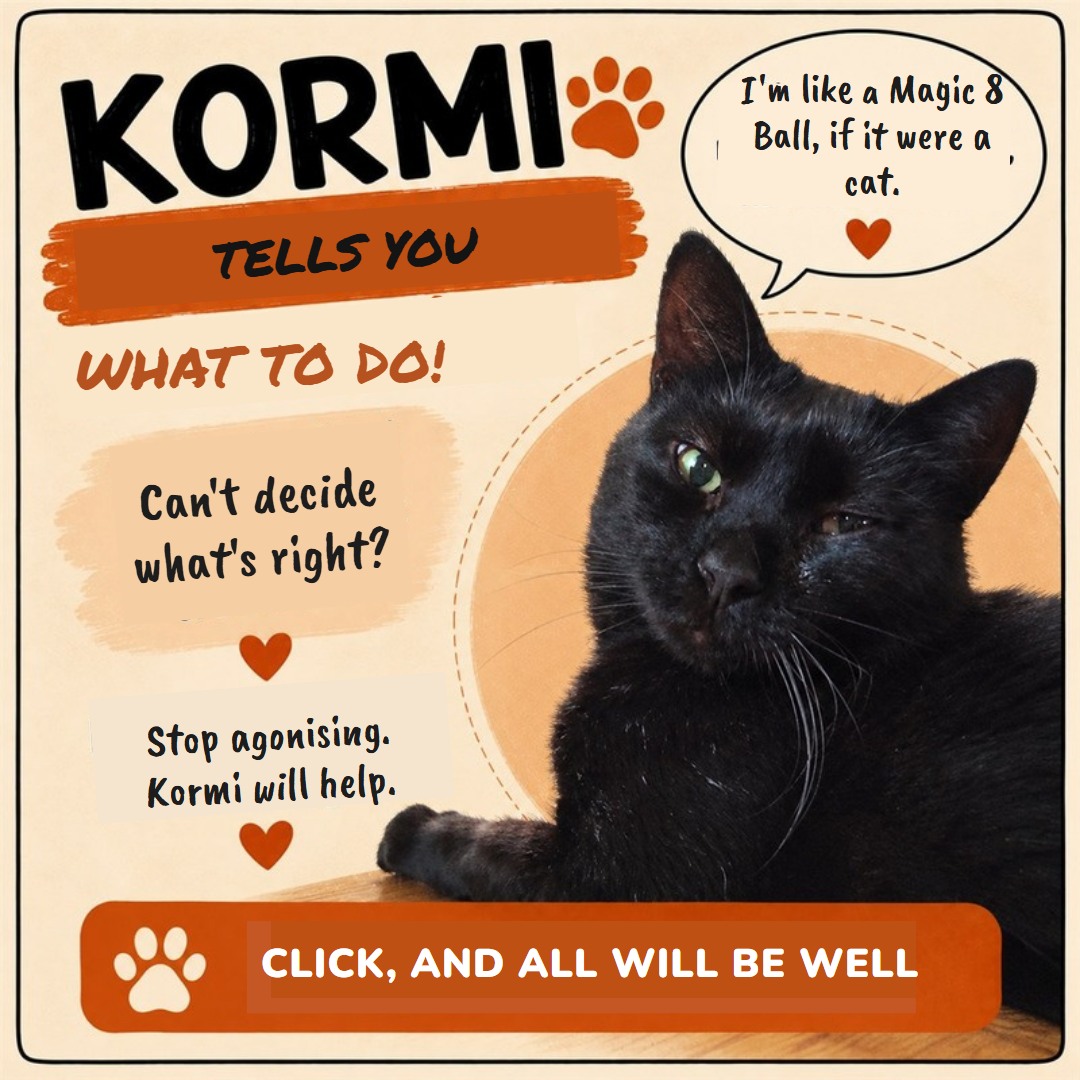 KORMI
TELLS YOU
WHAT TO DO!
I'm like a Magic 8
Ball, if it were a
cat.
Can't decide
what's right?
Stop agonising.
Kormi will help.
CLICK, AND ALL WILL BE WELL